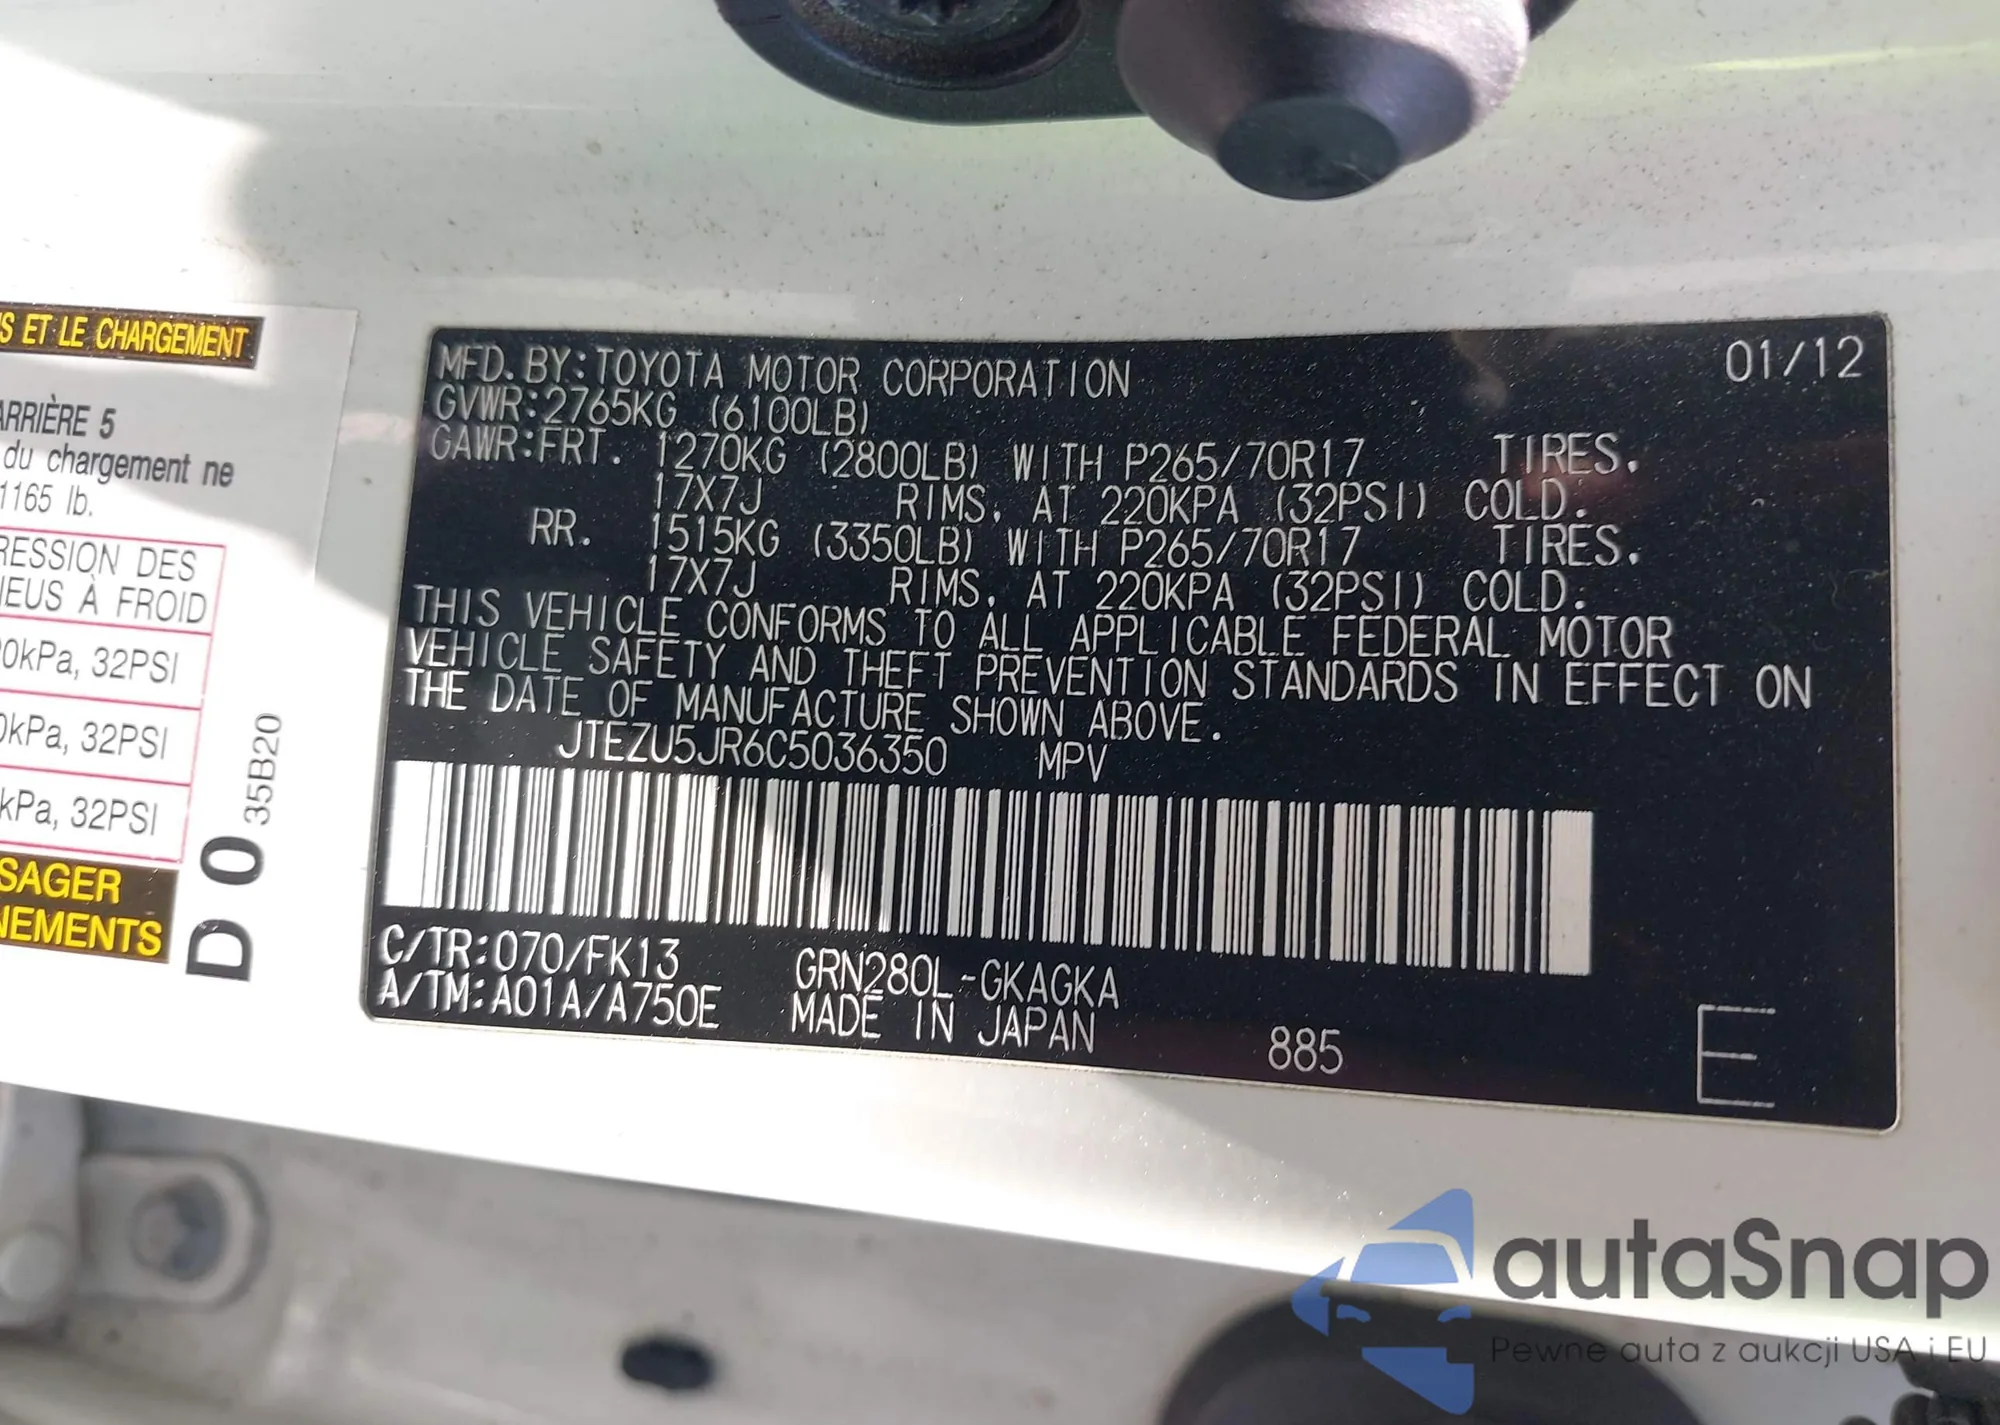 S ET LE CHARGEMENT
ARRIÈRE 5
du chargement ne
1165 lb.
RESSION DES
NEUS À FROID
0kPa, 32PSI
0kPa, 32PSI
kPa, 32PSI
SAGER
NEMENTS
D 0 35B20
MFD. BY: TOYOTA MOTOR CORPORATION 01/12
GVWR: 2765KG (6100LB)
GAWR: FRT. 1270KG (2800LB) WITH P265/70R17 TIRES,
17X7J RIMS, AT 220KPA (32PSI) COLD.
RR. 1515KG (3350LB) WITH P265/70R17 TIRES,
17X7J RIMS, AT 220KPA (32PSI) COLD.
THIS VEHICLE CONFORMS TO ALL APPLICABLE FEDERAL MOTOR
VEHICLE SAFETY AND THEFT PREVENTION STANDARDS IN EFFECT ON
THE DATE OF MANUFACTURE SHOWN ABOVE.
JTEZU5JR6C5036350 MPV
C/TR: 070/FK13 GRN280L-GKAGKA
A/TM: A01A/A750E MADE IN JAPAN 885 E
autaSnap
Pewne auta z aukcji USA i EU